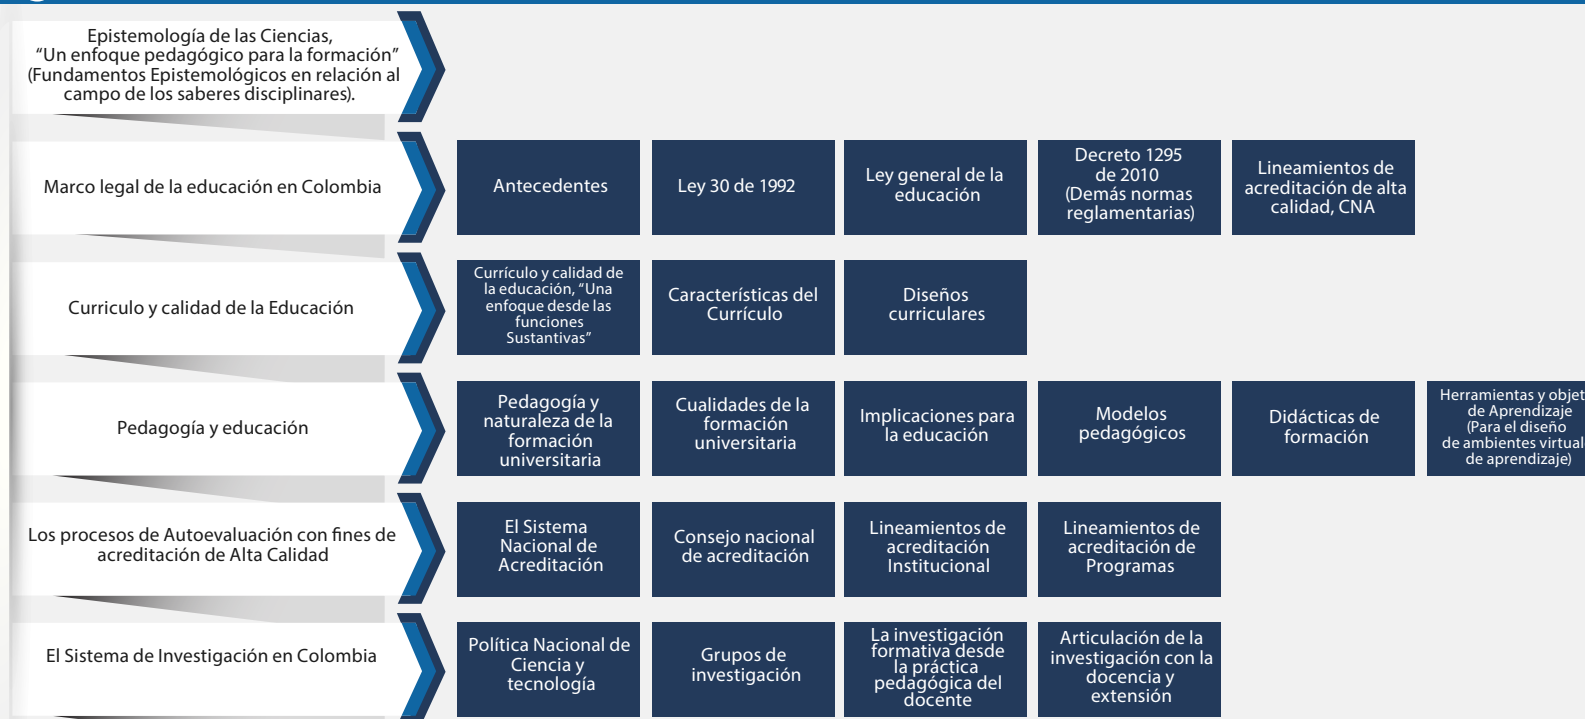 Epistemología de las Ciencias,
“Un enfoque pedagógico para la formación”
(Fundamentos Epistemológicos en relación al
campo de los saberes disciplinares).
Marco legal de la educación en Colombia
Antecedentes
Ley 30 de 1992
Ley general de la
educación
Decreto 1295
de 2010
(Demás normas
reglamentarias)
Lineamientos de
acreditación de alta
calidad, CNA
Curriculo y calidad de la Educación
Currículo y calidad de
la educación, “Una
enfoque desde las
funciones
Sustantivas”
Características del
Currículo
Diseños
curriculares
Pedagogía y educación
Pedagogía y
naturaleza de la
formación
universitaria
Cualidades de la
formación
universitaria
Implicaciones para
la educación
Modelos
pedagógicos
Didácticas de
formación
Herramientas y objet
de Aprendizaje
(Para el diseño
de ambientes virtual
de aprendizaje)
Los procesos de Autoevaluación con fines de
acreditación de Alta Calidad
El Sistema
Nacional de
Acreditación
Consejo nacional
de acreditación
Lineamientos de
acreditación
Institucional
Lineamientos de
acreditación de
Programas
El Sistema de Investigación en Colombia
Política Nacional de
Ciencia y
tecnología
Grupos de
investigación
La investigación
formativa desde
la práctica
pedagógica del
docente
Articulación de la
investigación con la
docencia y
extensión